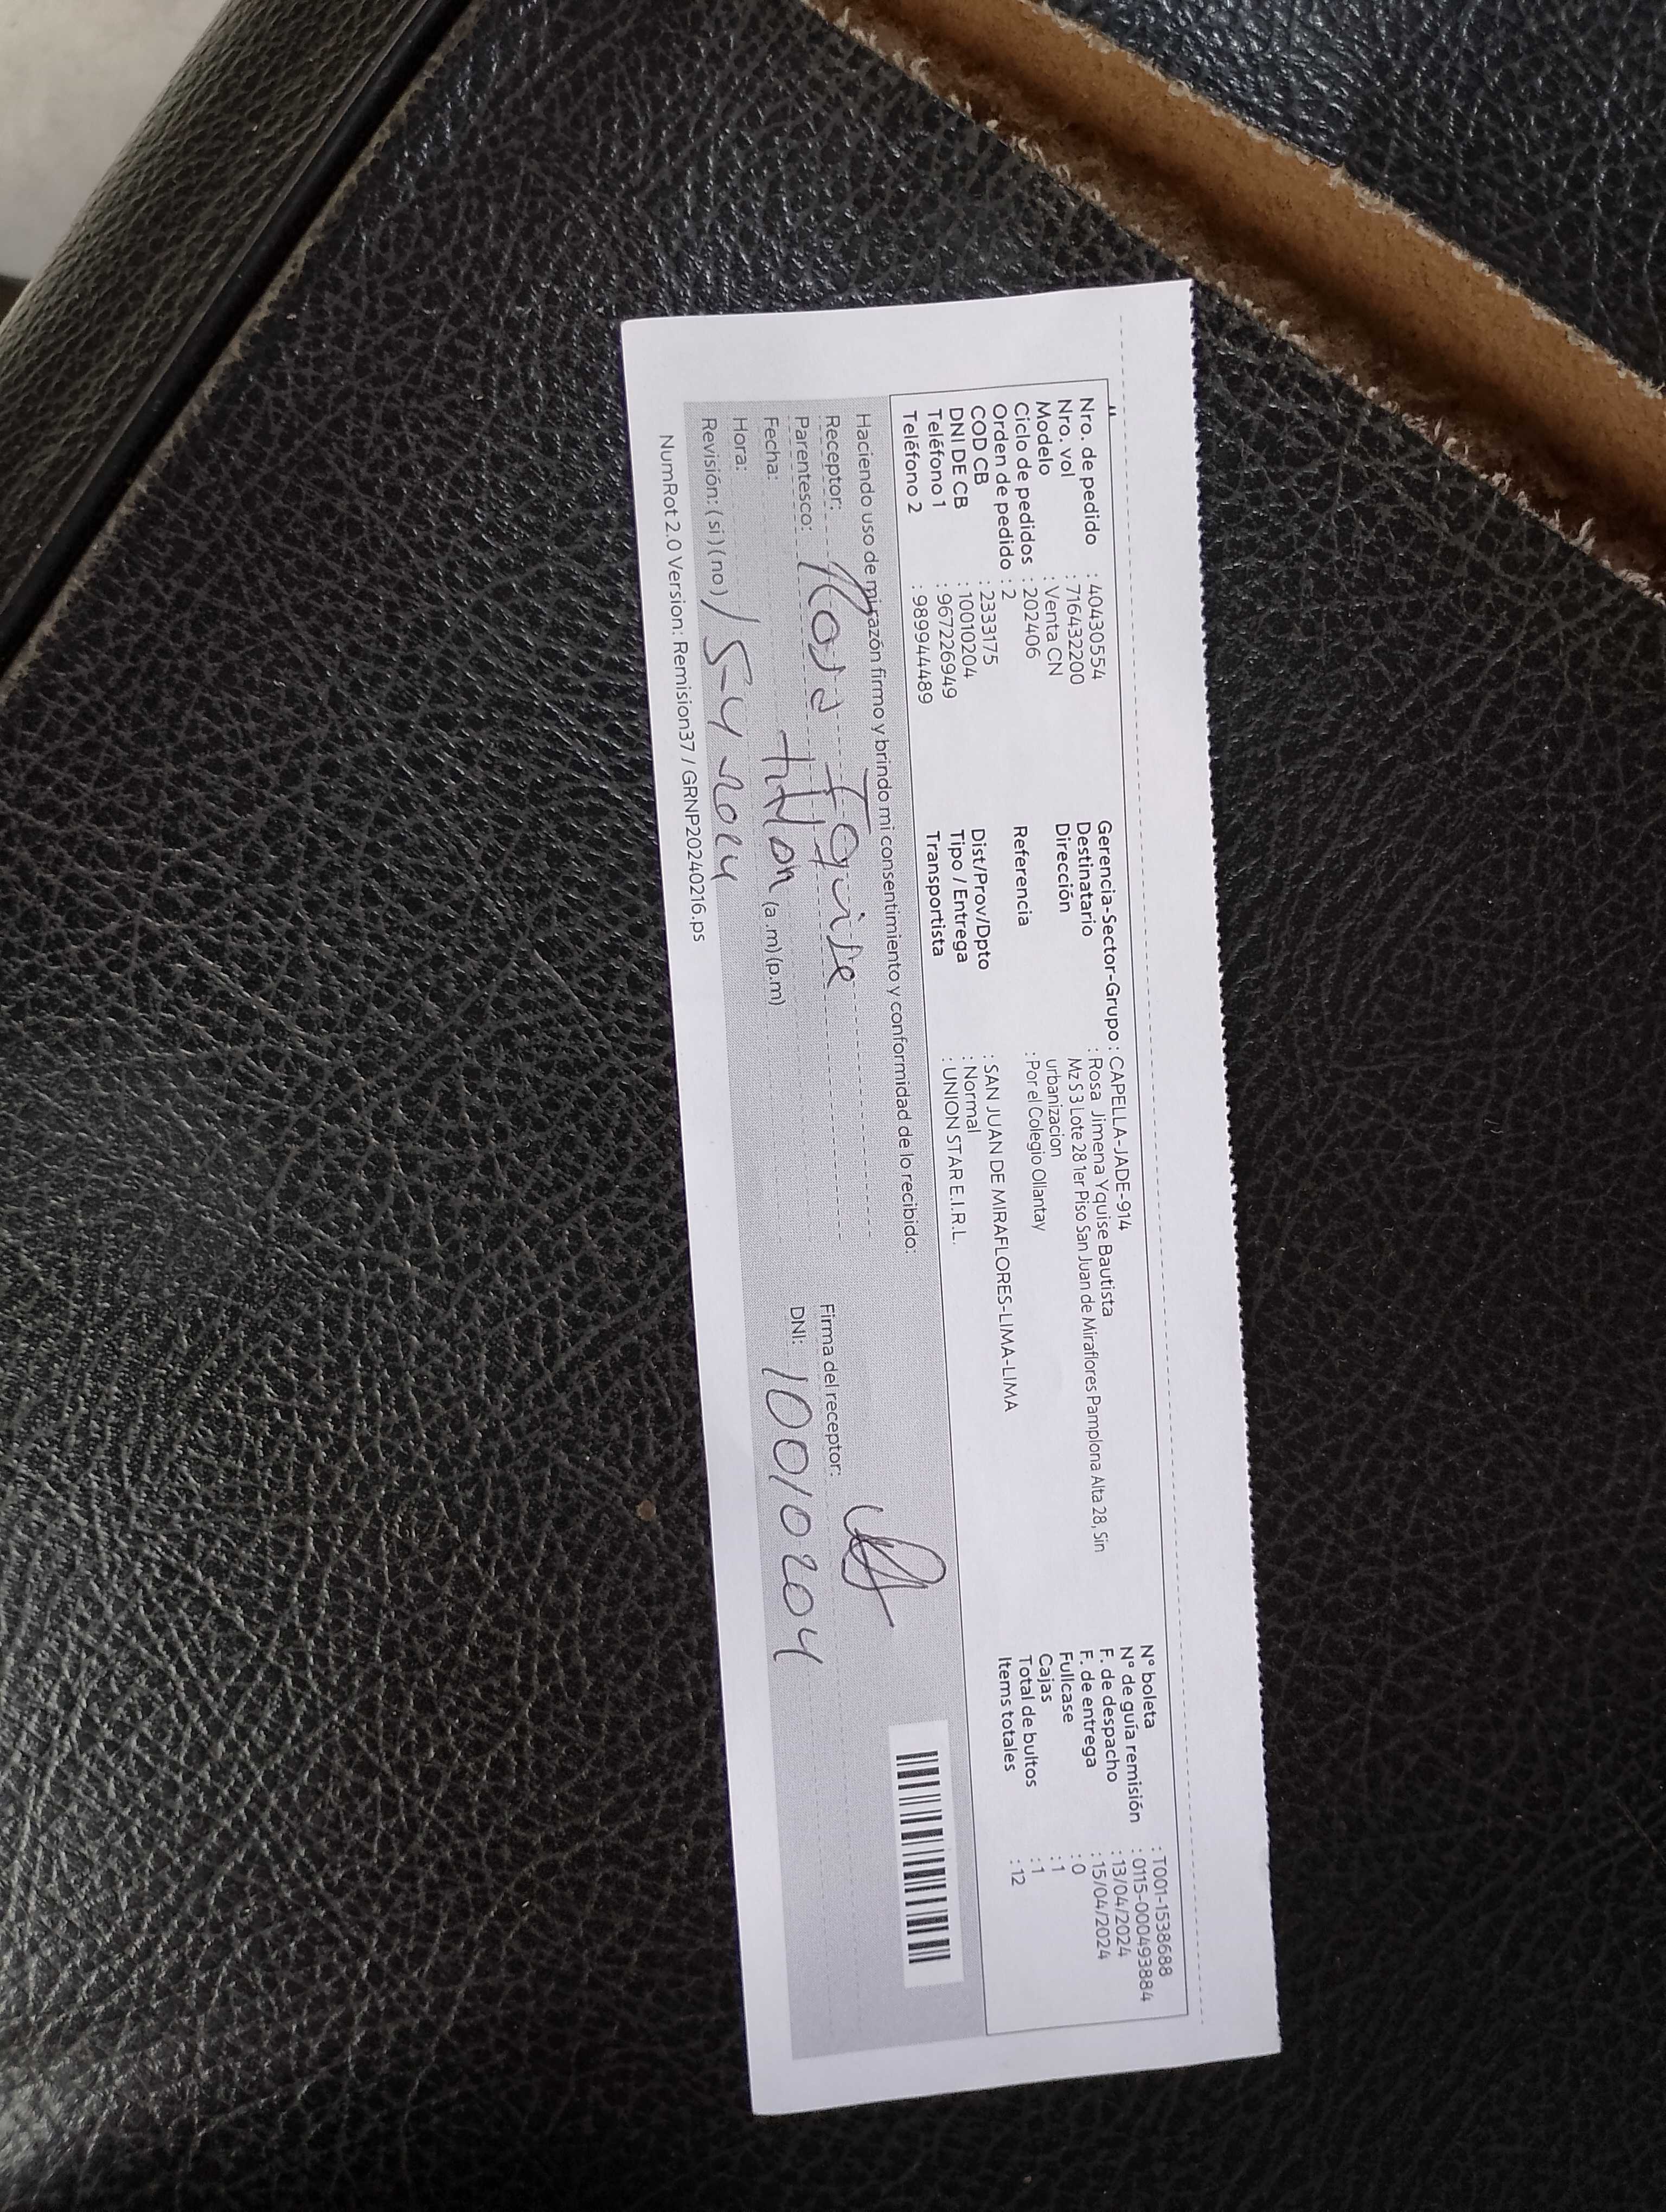 Nro. de pedido : 40430554
Nro. vol : 716432200
Modelo : Venta CN
Ciclo de pedidos : 202406
Orden de pedido : 2
COD CB : 2333175
DNI DE CB : 10010204
Teléfono 1 : 967226949
Teléfono 2 : 989944489
Gerencia-Sector-Grupo : CAPELLA-JADE-914
Destinatario : Rosa Jimena Yquise Bautista
Dirección Mz S 3 Lote 28 1er Piso San Juan de Miraflores Pamplona Alta 28, Sin
urbanizacion
Referencia : Por el Colegio Ollantay
Dist/Prov/Dpto : SAN JUAN DE MIRAFLORES-LIMA-LIMA
Tipo / Entrega : Normal
Transportista : UNION STAR E.I.R.L.
N° boleta : T001-1538688
N° de guía remisión : 0115-000493884
F. de despacho : 13/04/2024
F. de entrega : 15/04/2024
Fullcase : 0
Cajas : 1
Total de bultos : 1
Items totales : 12
Haciendo uso de mi razón firmo y brindo mi consentimiento y conformidad de lo recibido:
Receptor: Rosa Yquise
Parentesco:
Fecha:
Hora: (a.m) (p.m)
Revisión: (si) (no) 15-4-2024
Firma del receptor:
DNI: 10010204
NumRot 2.0 Version: Remision37 / GRNP20240216.ps